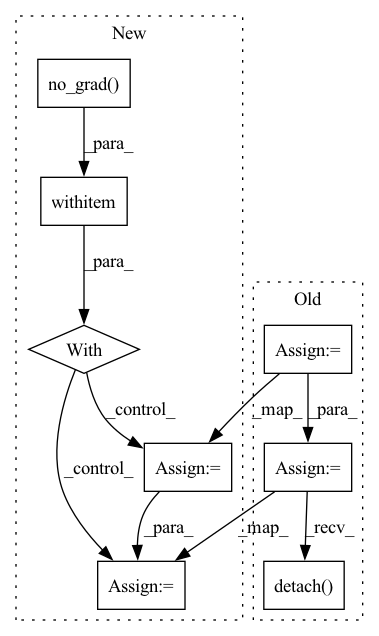 New
no_grad()
_para_
withitem
_para_
Old
With
Assign:=
_control_
_map_
_para_
_control_
Assign:=
Assign:=
_para_
_map_
_recv_
Assign:=
detach()